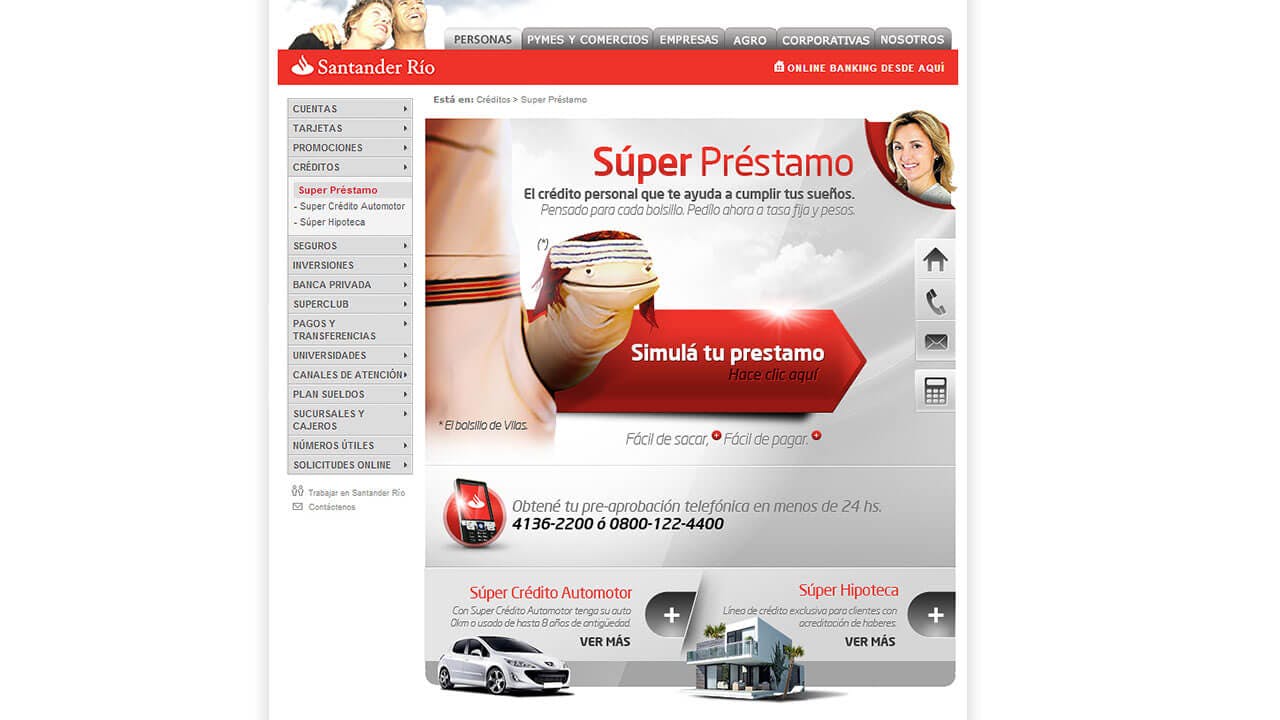 PERSONAS
PYMES Y COMERCIOS
EMPRESAS
AGRO
CORPORATIVAS
NOSOTROS
Santander Río
ONLINE BANKING DESDE AQUÍ
CUENTAS
TARJETAS
PROMOCIONES
CRÉDITOS
Super Préstamo
- Super Crédito Automotor
- Súper Hipoteca
SEGUROS
INVERSIONES
BANCA PRIVADA
SUPERCLUB
PAGOS Y
TRANSFERENCIAS
UNIVERSIDADES
CANALES DE ATENCIÓN
PLAN SUELDOS
SUCURSALES Y
CAJEROS
NÚMEROS ÚTILES
SOLICITUDES ONLINE
Trabajar en Santander Río
Contáctenos
Está en: Créditos > Super Préstamo
Súper Préstamo
El crédito personal que te ayuda a cumplir tus sueños.
Pensado para cada bolsillo. Pedílo ahora a tasa fija y pesos.
(*)
Simulá tu prestamo
Hace clic aquí
* El bolsillo de Vilas.
Fácil de sacar, + Fácil de pagar. +
Obtené tu pre-aprobación telefónica en menos de 24 hs.
4136-2200 ó 0800-122-4400
Súper Crédito Automotor
Con Super Crédito Automotor tenga su auto
0km o usado de hasta 8 años de antigüedad.
VER MÁS
+
Súper Hipoteca
Línea de crédito exclusiva para clientes con
acreditación de haberes.
VER MÁS
+